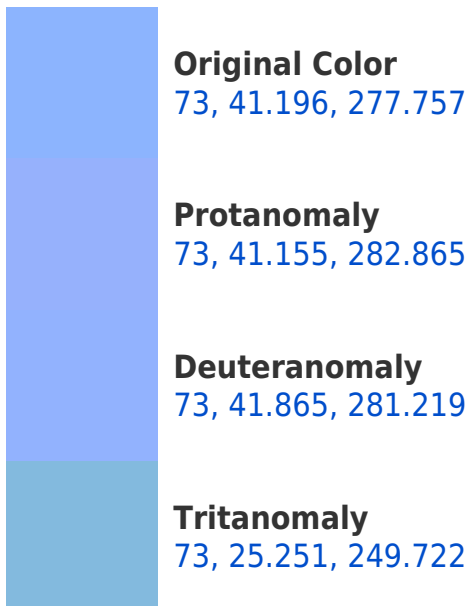 Original Color
73, 41.196, 277.757
Protanomaly
73, 41.155, 282.865
Deuteranomaly
73, 41.865, 281.219
Tritanomaly
73, 25.251, 249.722